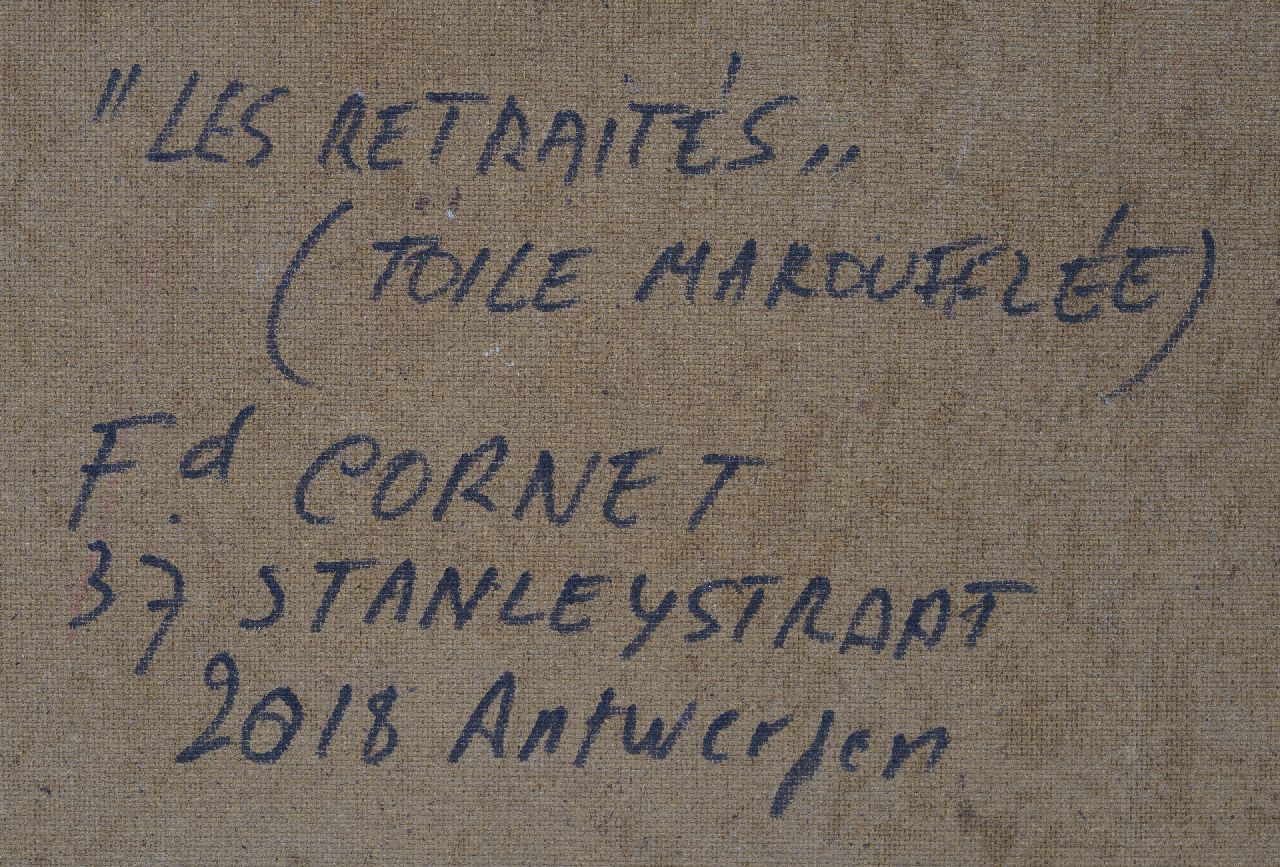 "LES RETRAITÉS„
(TOILE MAROUFLÉE)
F.d CORNET
37 STANLEYSTRAAT
2018 Antwerpen